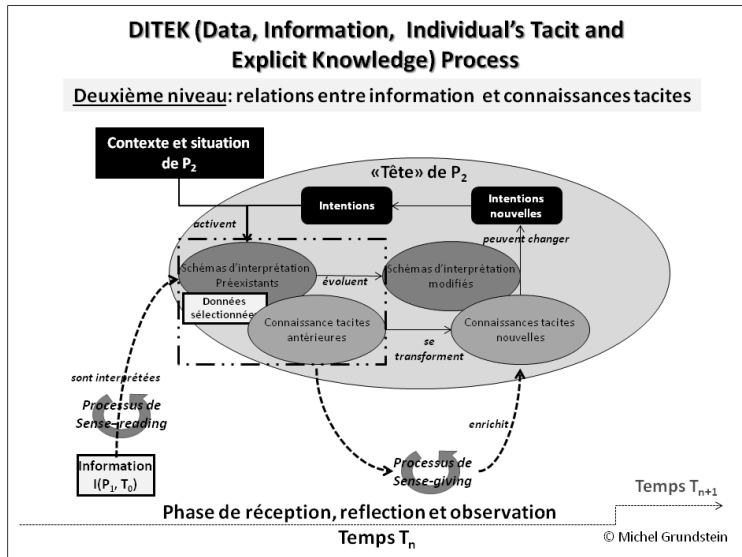 DITEK (Data, Information, Individual's Tacit and
Explicit Knowledge) Process
Deuxième niveau: relations entre information et connaissances tacites
Contexte et situation
de P₂
«Tête» de P₂
Intentions
Intentions
nouvelles
activent
peuvent changer
Schémas d'interprétation
Préexistants
évoluent
Schémas d'interprétation
modifiés
Données
sélectionnées
Connaissance tacites
antérieures
se
transforment
Connaissances tacites
nouvelles
sont interprétées
Processus de
Sense-reading
enrichit
Processus de
Sense-giving
Information
I(P₁, T₀)
Temps Tₙ₊₁
Phase de réception, reflection et observation
Temps Tₙ
© Michel Grundstein